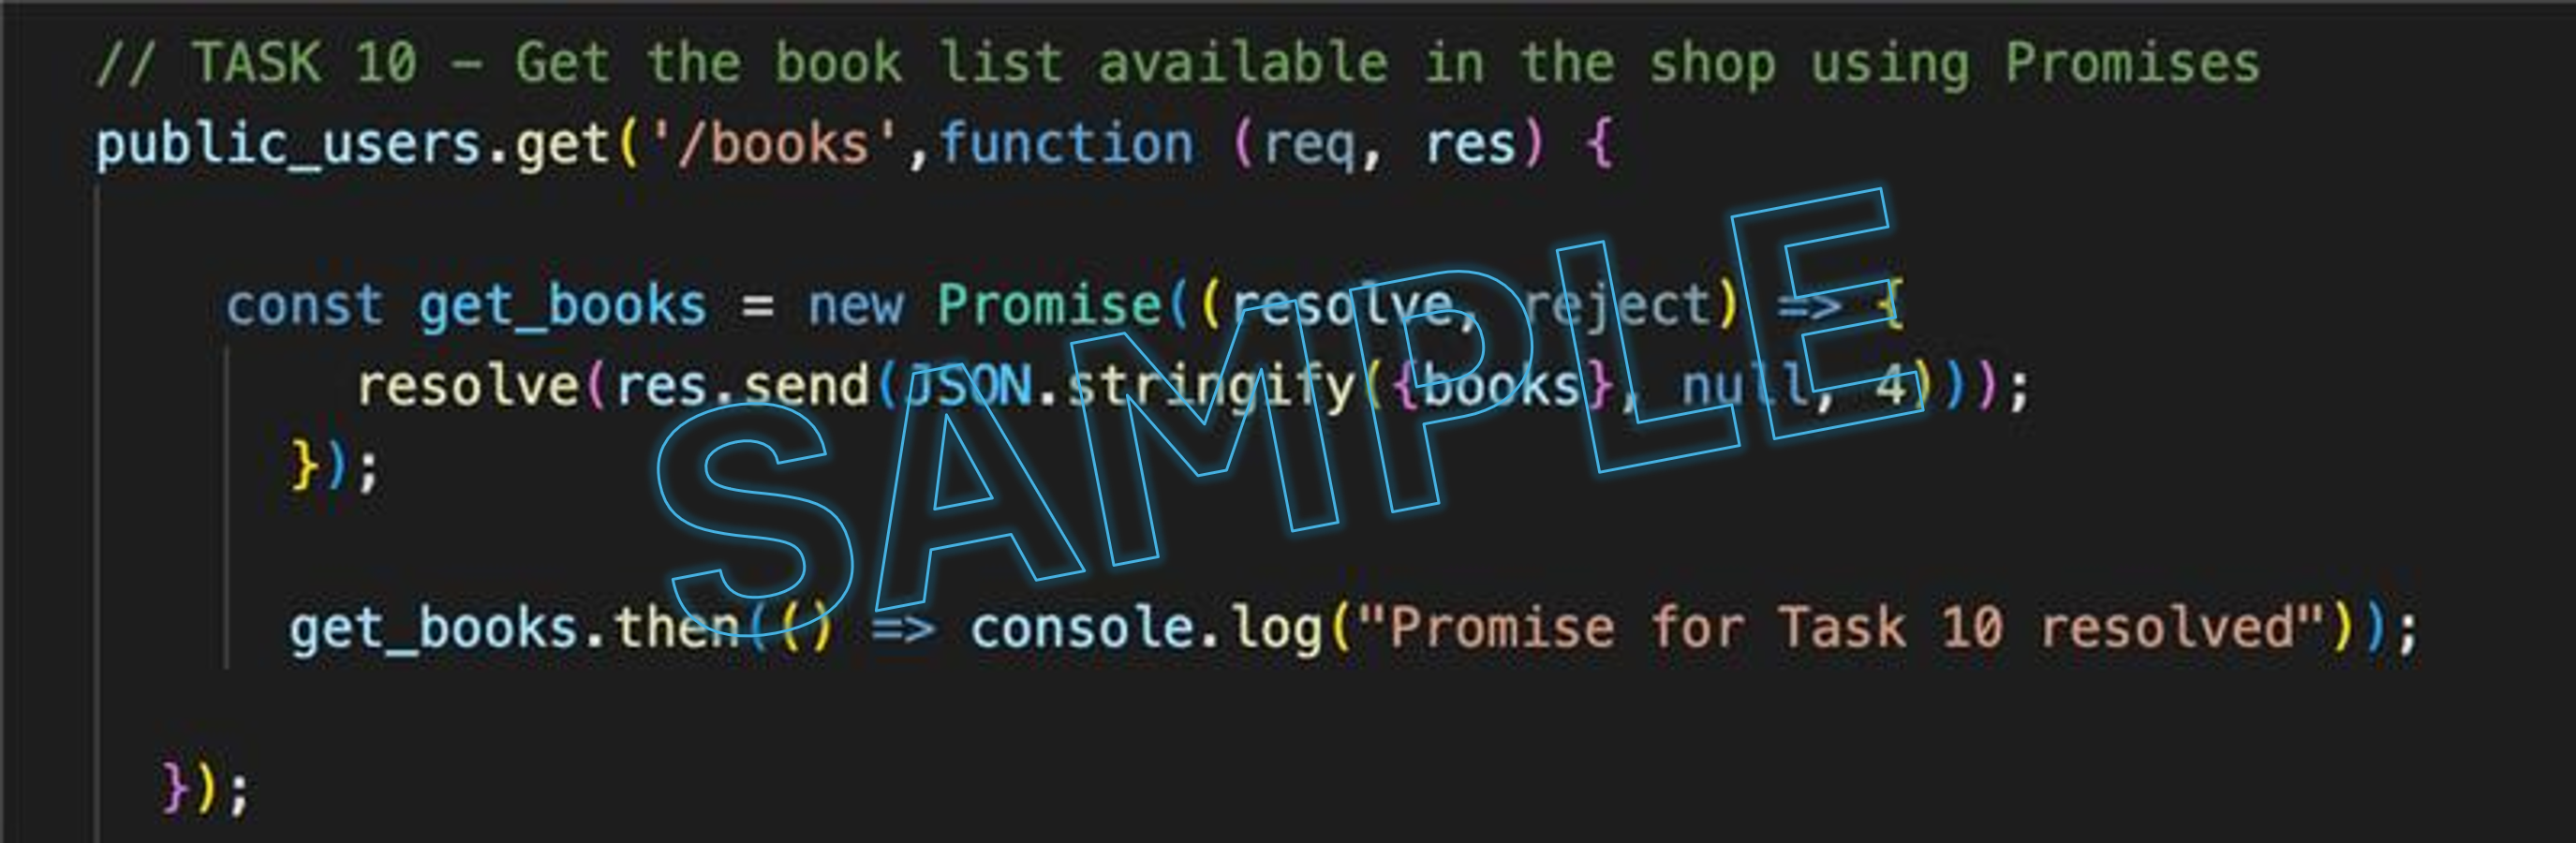 // TASK 10 – Get the book list available in the shop using Promises
public_users.get('/books',function (req, res) {
const get_books = new Promise((resolve, reject) => {
resolve(res.send(JSON.stringify({books}, null, 4)));
});
get_books.then(() => console.log("Promise for Task 10 resolved"));
});
SAMPLE